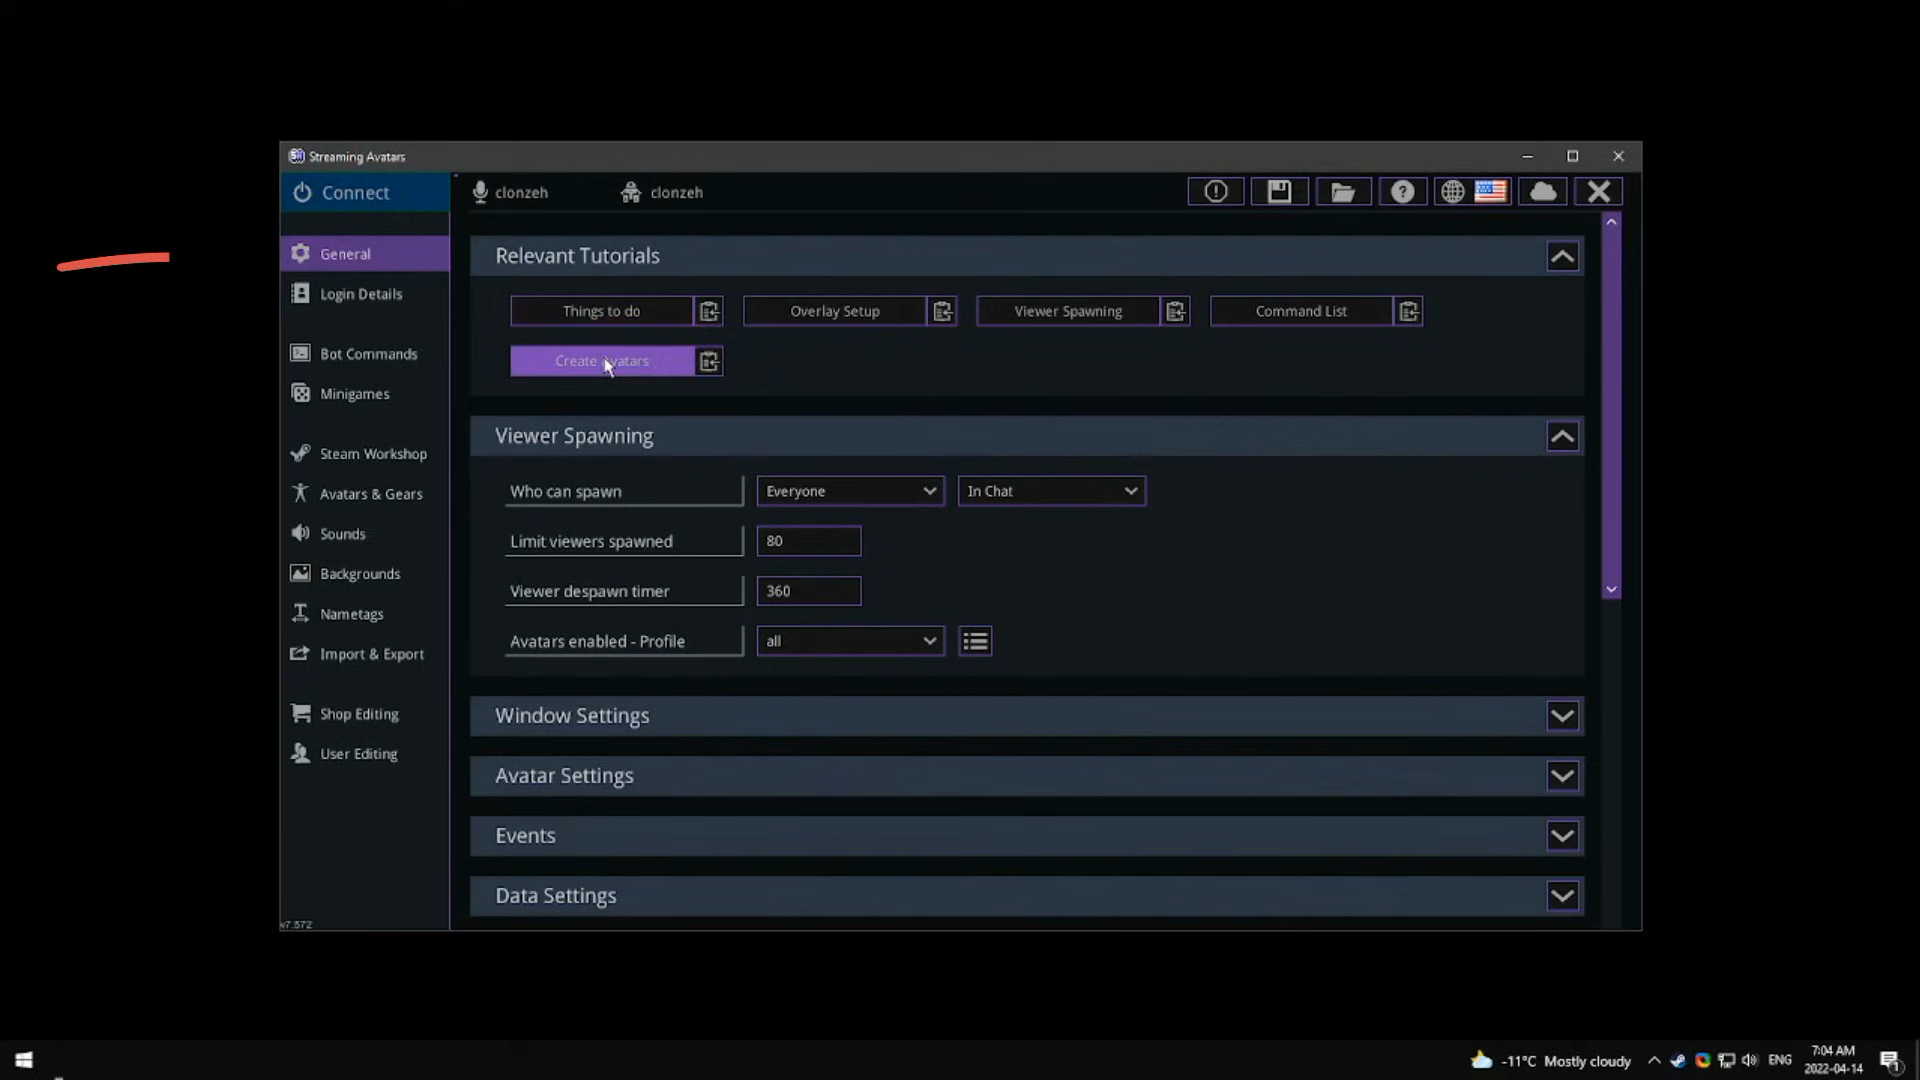 Streaming Avatars
Connect
clonzeh
clonzeh
General
Login Details
Bot Commands
Minigames
Steam Workshop
Avatars & Gears
Sounds
Backgrounds
Nametags
Import & Export
Shop Editing
User Editing
v7.572
Relevant Tutorials
Things to do
Overlay Setup
Viewer Spawning
Command List
Create Avatars
Viewer Spawning
Who can spawn
Everyone
In Chat
Limit viewers spawned
80
Viewer despawn timer
360
Avatars enabled - Profile
all
Window Settings
Avatar Settings
Events
Data Settings
-11°C Mostly cloudy
ENG
7:04 AM
2022-04-14
1